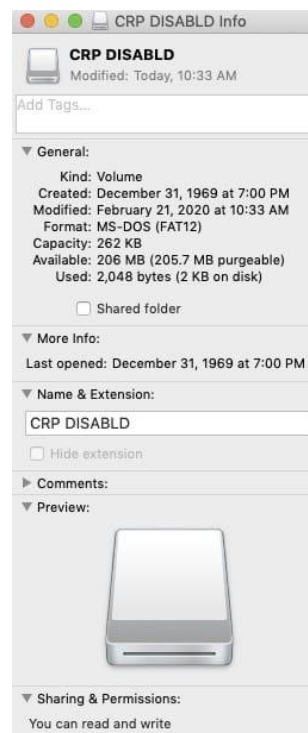 CRP DISABLD Info
CRP DISABLD
Modified: Today, 10:33 AM
Add Tags...
General:
Kind: Volume
Created: December 31, 1969 at 7:00 PM
Modified: February 21, 2020 at 10:33 AM
Format: MS-DOS (FAT12)
Capacity: 262 KB
Available: 206 MB (205.7 MB purgeable)
Used: 2,048 bytes (2 KB on disk)
Shared folder
More Info:
Last opened: December 31, 1969 at 7:00 PM
Name & Extension:
CRP DISABLD
Hide extension
Comments:
Preview:
Sharing & Permissions:
You can read and write